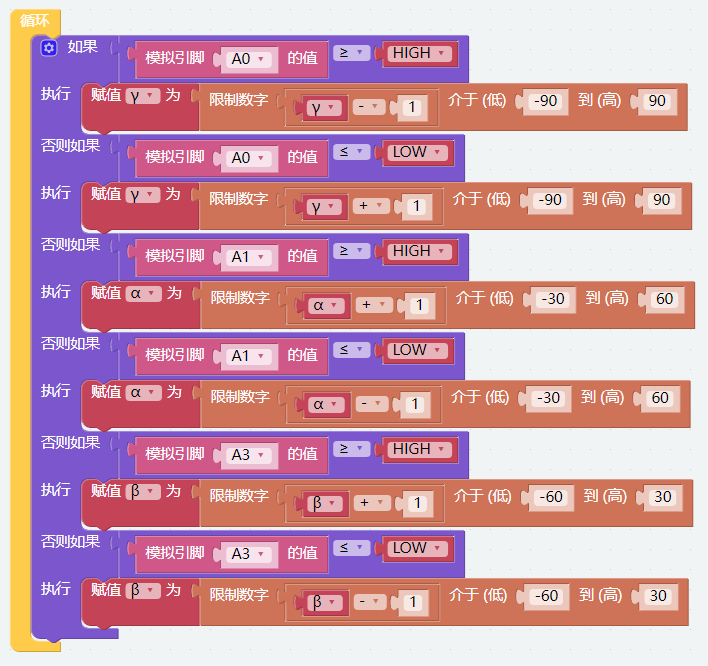 循环
如果 模拟引脚 A0 的值 ≥ HIGH
执行 赋值 γ 为 限制数字 γ - 1 介于 (低) -90 到 (高) 90
否则如果 模拟引脚 A0 的值 ≤ LOW
执行 赋值 γ 为 限制数字 γ + 1 介于 (低) -90 到 (高) 90
否则如果 模拟引脚 A1 的值 ≥ HIGH
执行 赋值 α 为 限制数字 α + 1 介于 (低) -30 到 (高) 60
否则如果 模拟引脚 A1 的值 ≤ LOW
执行 赋值 α 为 限制数字 α - 1 介于 (低) -30 到 (高) 60
否则如果 模拟引脚 A3 的值 ≥ HIGH
执行 赋值 β 为 限制数字 β + 1 介于 (低) -60 到 (高) 30
否则如果 模拟引脚 A3 的值 ≤ LOW
执行 赋值 β 为 限制数字 β - 1 介于 (低) -60 到 (高) 30